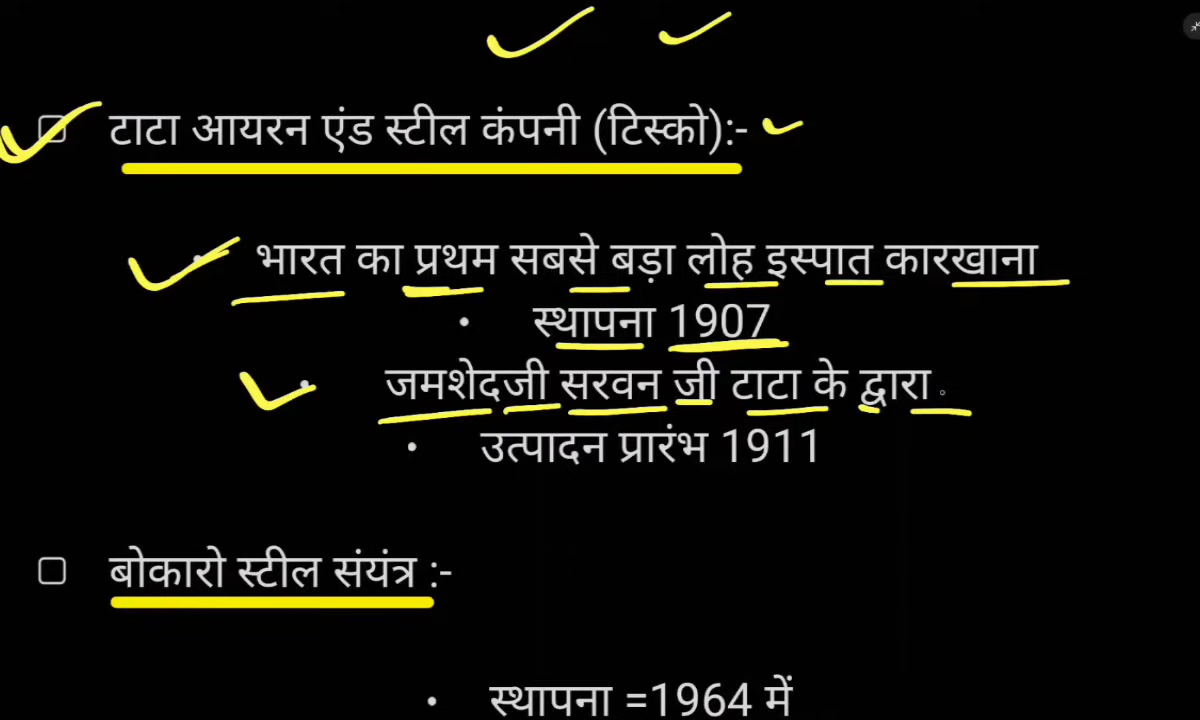 टाटा आयरन एंड स्टील कंपनी (टिस्को):-
भारत का प्रथम सबसे बड़ा लोह इस्पात कारखाना
• स्थापना 1907
• जमशेदजी सरवन जी टाटा के द्वारा
• उत्पादन प्रारंभ 1911
बोकारो स्टील संयंत्र :-
• स्थापना =1964 में